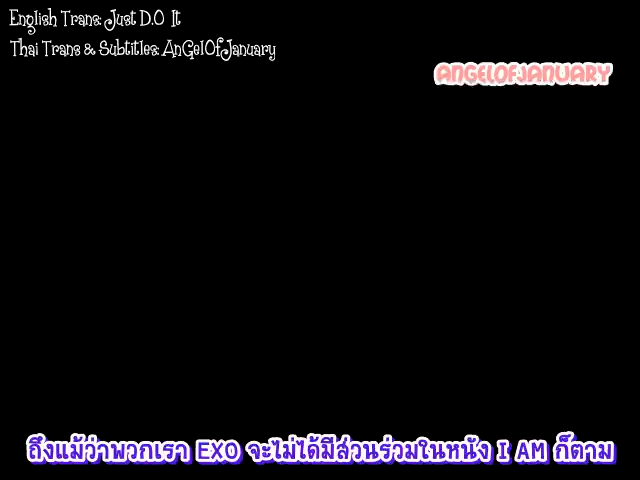 English Trans: Just D.O It
Thai Trans & Subtitles: AnGelOfJanuary
ANGELOFJANUARY
ถึงแม้ว่าพวกเรา EXO จะไม่ได้มีส่วนร่วมในหนัง I AM ก็ตาม